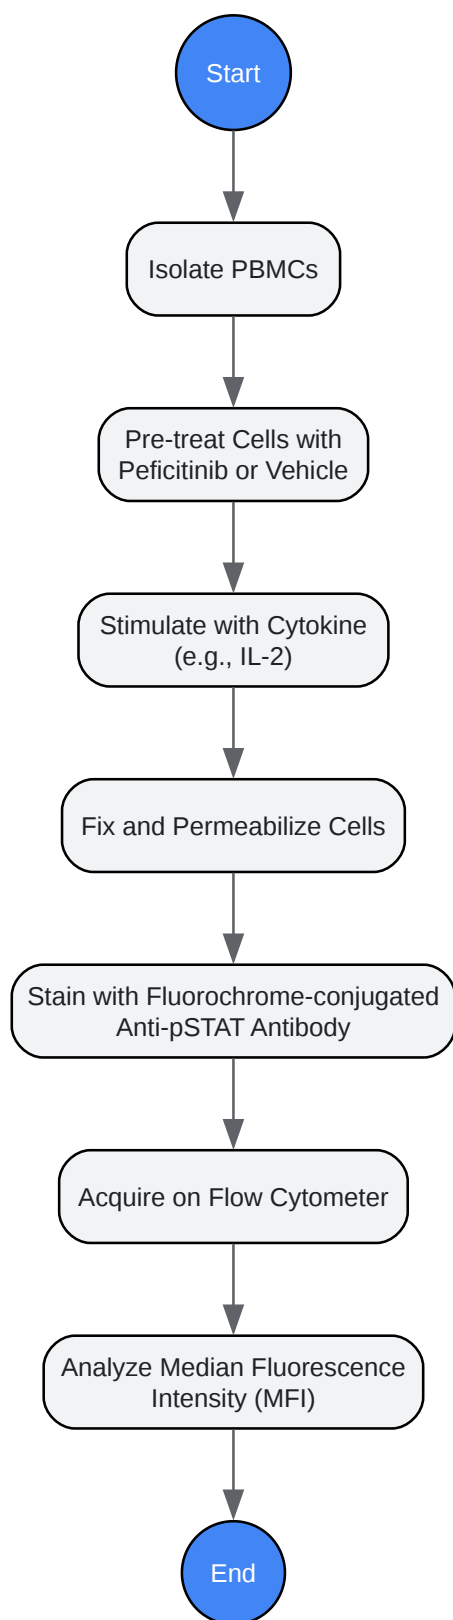 Start
Isolate PBMCs
Pre-treat Cells with
Peficitinib or Vehicle
Stimulate with Cytokine
(e.g., IL-2)
Fix and Permeabilize Cells
Stain with Fluorochrome-conjugated
Anti-pSTAT Antibody
Acquire on Flow Cytometer
Analyze Median Fluorescence
Intensity (MFI)
End